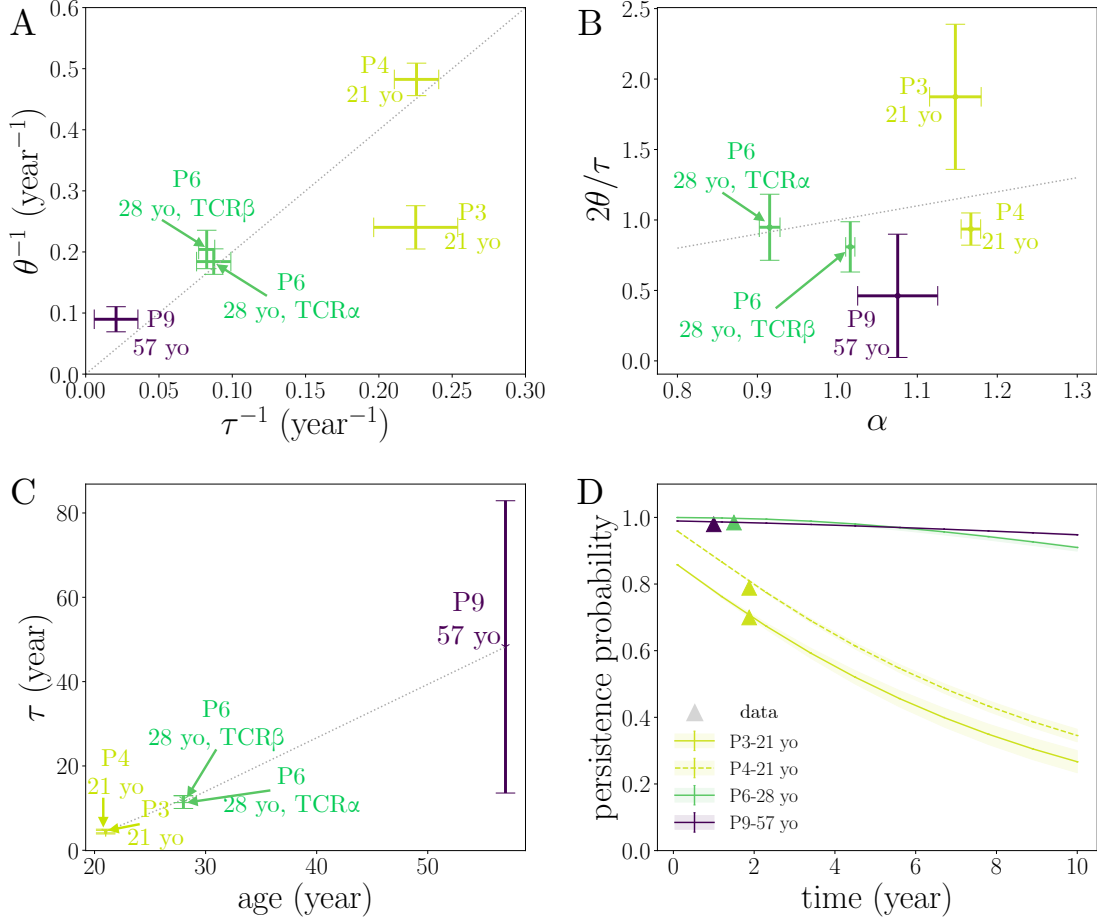 A
θ⁻¹ (year⁻¹)
0.6
0.5
0.4
0.3
0.2
0.1
0.0
P4
21 yo
P6
28 yo, TCRβ
P3
21 yo
P6
28 yo, TCRα
P9
57 yo
0.00 0.05 0.10 0.15 0.20 0.25 0.30
τ⁻¹ (year⁻¹)
B
2θ/τ
2.5
2.0
1.5
1.0
0.5
0.0
P3
21 yo
P6
28 yo, TCRα
P4
21 yo
P6
28 yo, TCRβ
P9
57 yo
0.8 0.9 1.0 1.1 1.2 1.3
α
C
τ (year)
80
60
40
20
0
P9
57 yo
P6
28 yo, TCRβ
P4
21 yo
P6
28 yo, TCRα
P3
21 yo
20 30 40 50
age (year)
D
persistence probability
1.0
0.8
0.6
0.4
0.2
0.0
data
P3-21 yo
P4-21 yo
P6-28 yo
P9-57 yo
0 2 4 6 8 10
time (year)